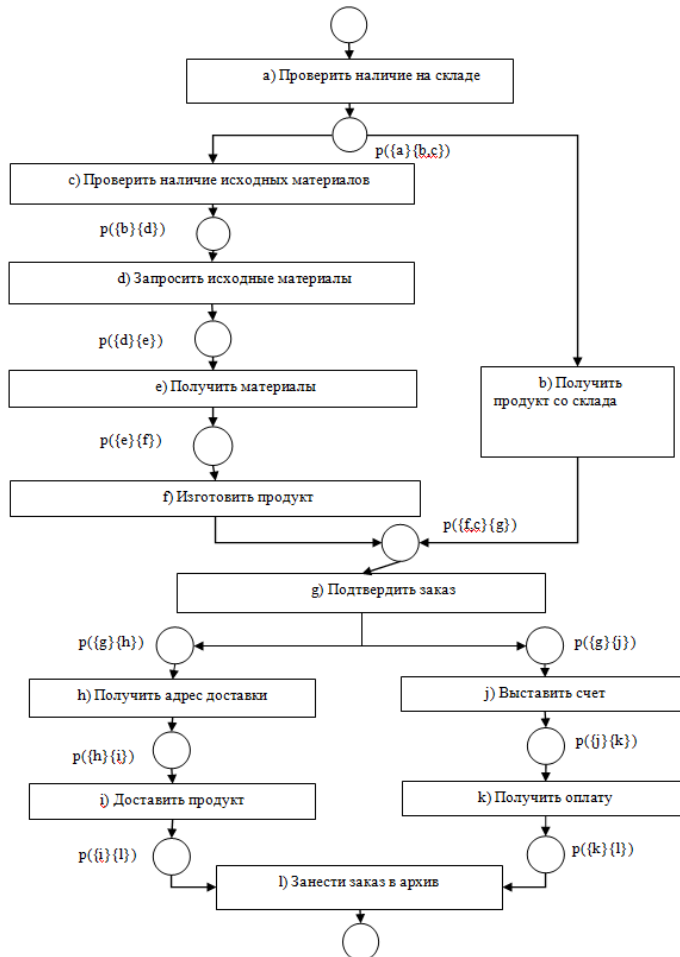 a) Проверить наличие на складе
p({a}{b,c})
c) Проверить наличие исходных материалов
p({b}{d})
d) Запросить исходные материалы
p({d}{e})
e) Получить материалы
b) Получить
продукт со склада
p({e}{f})
f) Изготовить продукт
p({f,c}{g})
g) Подтвердить заказ
p({g}{h})
p({g}{j})
h) Получить адрес доставки
j) Выставить счет
p({h}{i})
p({j}{k})
i) Доставить продукт
k) Получить оплату
p({i}{l})
p({k}{l})
l) Занести заказ в архив